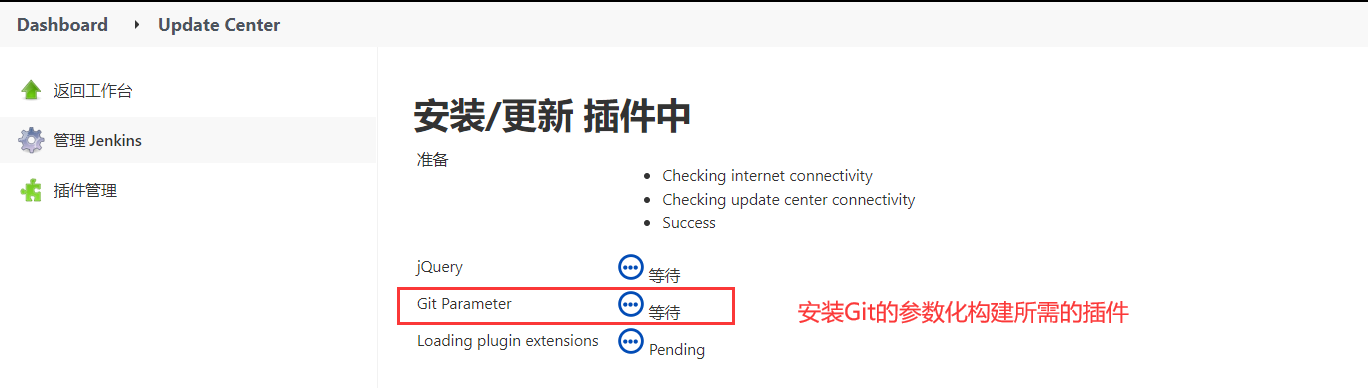 Dashboard Update Center
返回工作台
管理 Jenkins
插件管理
安装/更新 插件中
准备
Checking internet connectivity
Checking update center connectivity
Success
jQuery 等待
Git Parameter 等待
安装Git的参数化构建所需的插件
Loading plugin extensions Pending